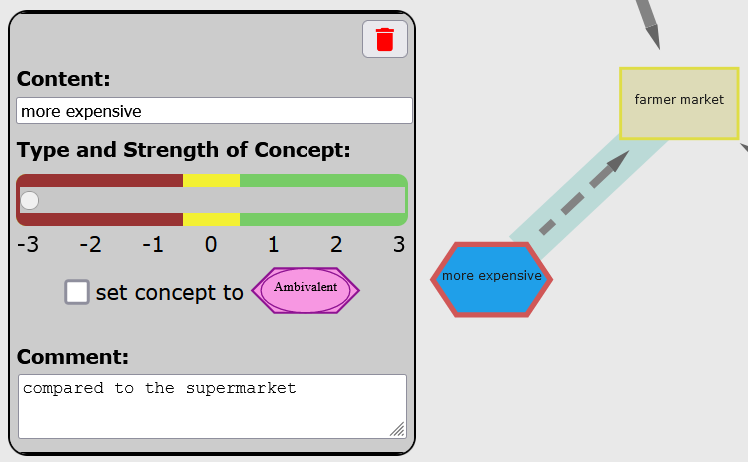 Content:
more expensive
Type and Strength of Concept:
-3 -2 -1 0 1 2 3
set concept to Ambivalent
Comment:
compared to the supermarket
farmer market
more expensive